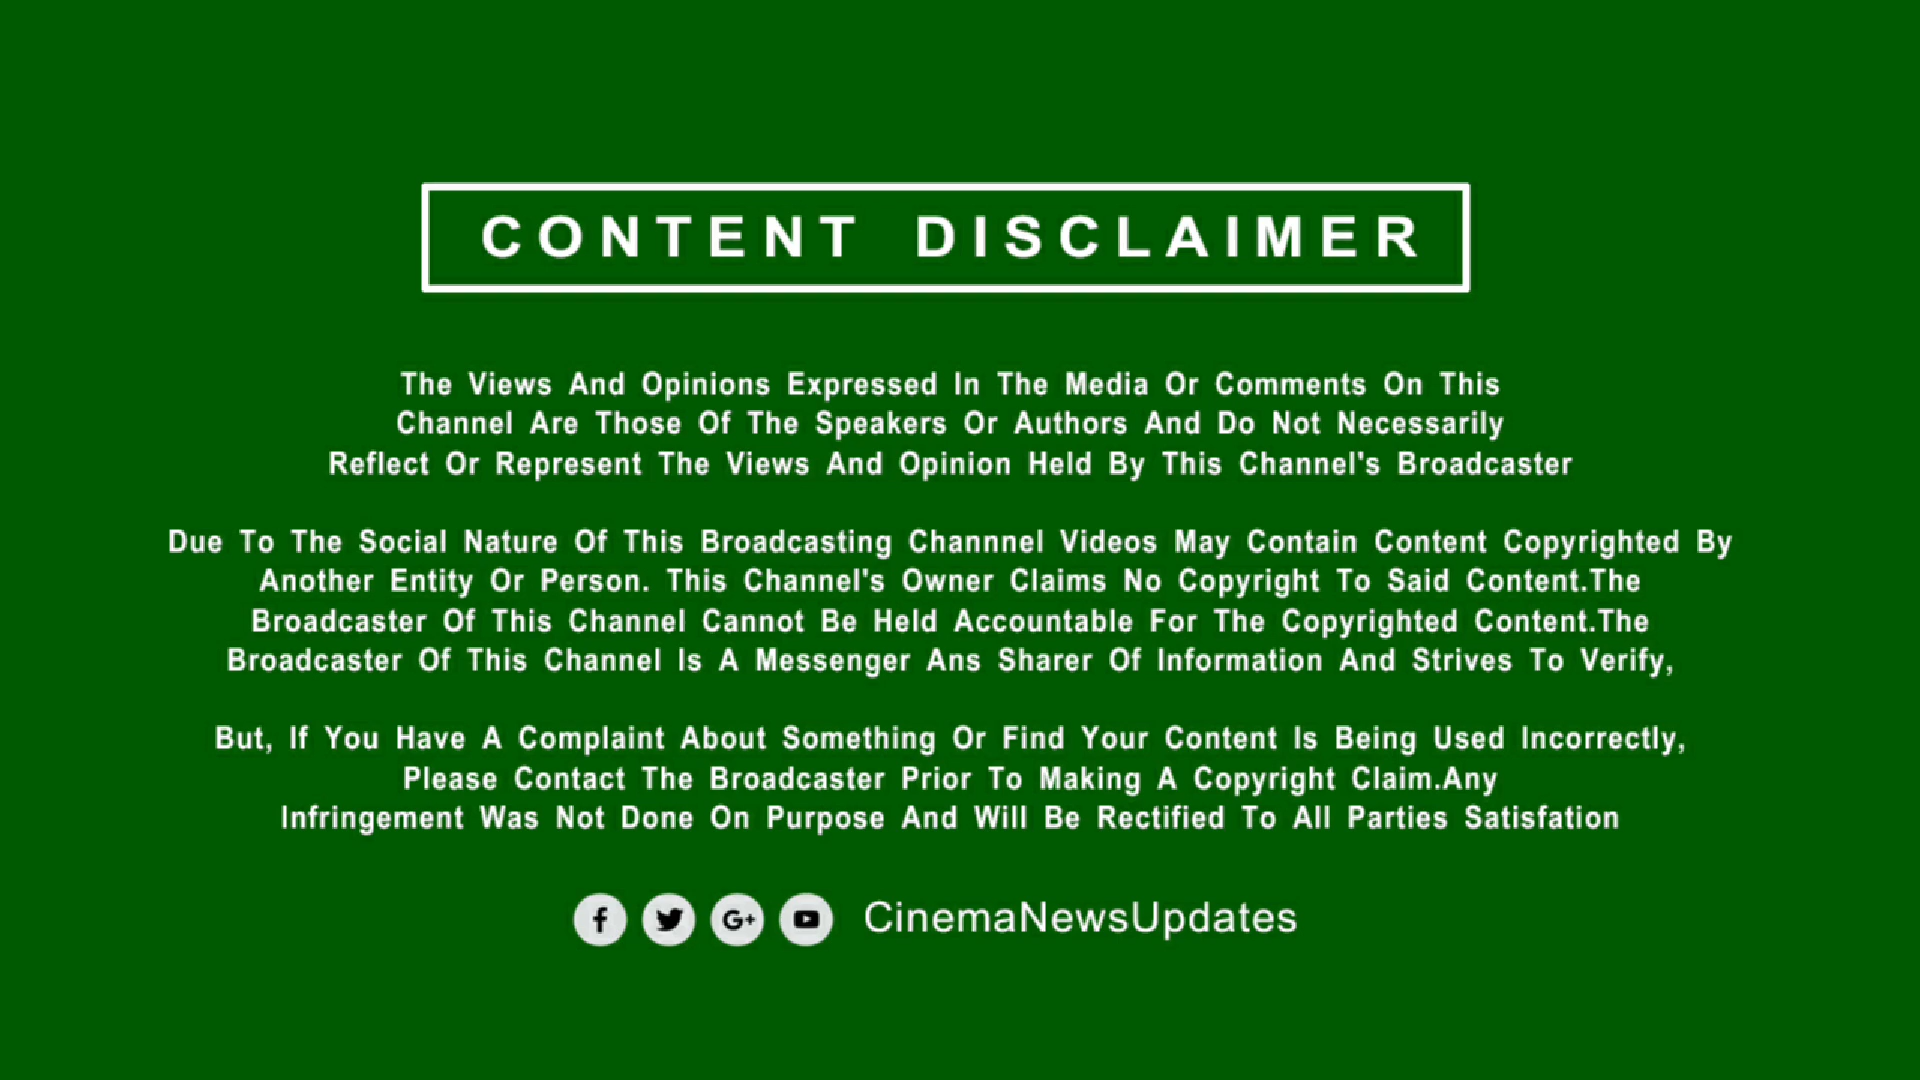 CONTENT DISCLAIMER
The Views And Opinions Expressed In The Media Or Comments On This
Channel Are Those Of The Speakers Or Authors And Do Not Necessarily
Reflect Or Represent The Views And Opinion Held By This Channel's Broadcaster
Due To The Social Nature Of This Broadcasting Channnel Videos May Contain Content Copyrighted By
Another Entity Or Person. This Channel's Owner Claims No Copyright To Said Content.The
Broadcaster Of This Channel Cannot Be Held Accountable For The Copyrighted Content.The
Broadcaster Of This Channel Is A Messenger Ans Sharer Of Information And Strives To Verify,
But, If You Have A Complaint About Something Or Find Your Content Is Being Used Incorrectly,
Please Contact The Broadcaster Prior To Making A Copyright Claim.Any
Infringement Was Not Done On Purpose And Will Be Rectified To All Parties Satisfation
f G+ CinemaNewsUpdates